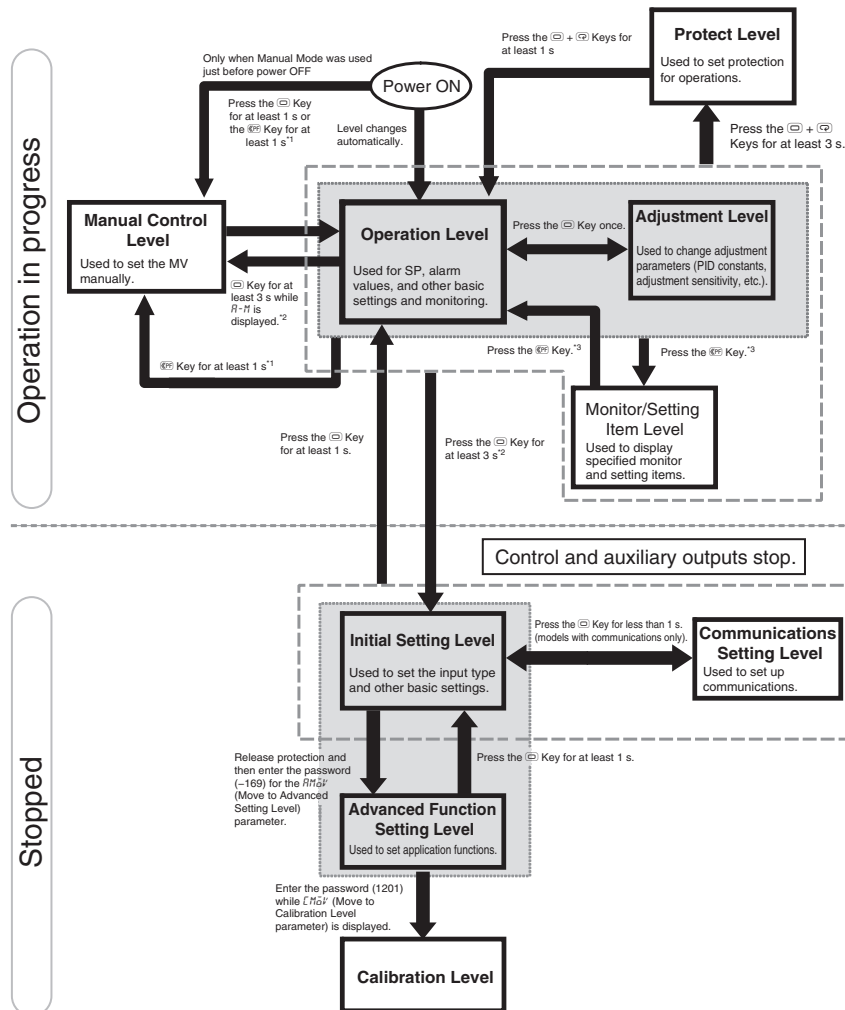 Operation in progress
Only when Manual Mode was used
just before power OFF
Power ON
Press the Key
for at least 1 s or
the Key for at
least 1 s*1
Level changes
automatically.
Press the + Keys for
at least 1 s
Protect Level
Used to set protection
for operations.
Press the +
Keys for at least 3 s.
Manual Control
Level
Used to set the MV
manually.
Operation Level
Used for SP, alarm
values, and other basic
settings and monitoring.
Press the Key once.
Adjustment Level
Used to change adjustment
parameters (PID constants,
adjustment sensitivity, etc.).
Key for at
least 3 s while
A-M is
displayed.*2
Key for at least 1 s*1
Press the Key.*3
Press the Key.*3
Monitor/Setting
Item Level
Used to display
specified monitor
and setting items.
Press the Key
for at least 1 s.
Press the Key for
at least 3 s*2
Control and auxiliary outputs stop.
Stopped
Initial Setting Level
Used to set the input type
and other basic settings.
Press the Key for less than 1 s.
(models with communications only).
Communications
Setting Level
Used to set up
communications.
Release protection and
then enter the password
(−169) for the AMoV
(Move to Advanced
Setting Level)
parameter.
Press the Key for at least 1 s.
Advanced Function
Setting Level
Used to set application functions.
Enter the password (1201)
while CMoV (Move to
Calibration Level
parameter) is displayed.
Calibration Level